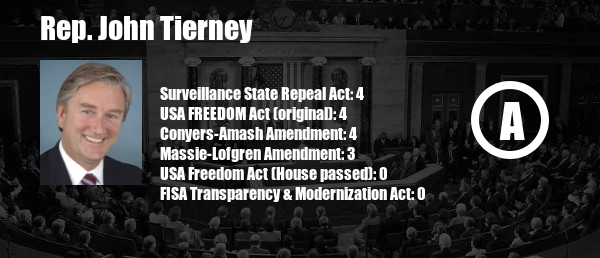 Rep. John Tierney
Surveillance State Repeal Act: 4
USA FREEDOM Act (original): 4
Conyers-Amash Amendment: 4
Massie-Lofgren Amendment: 3
USA Freedom Act (House passed): 0
FISA Transparency & Modernization Act: 0
A